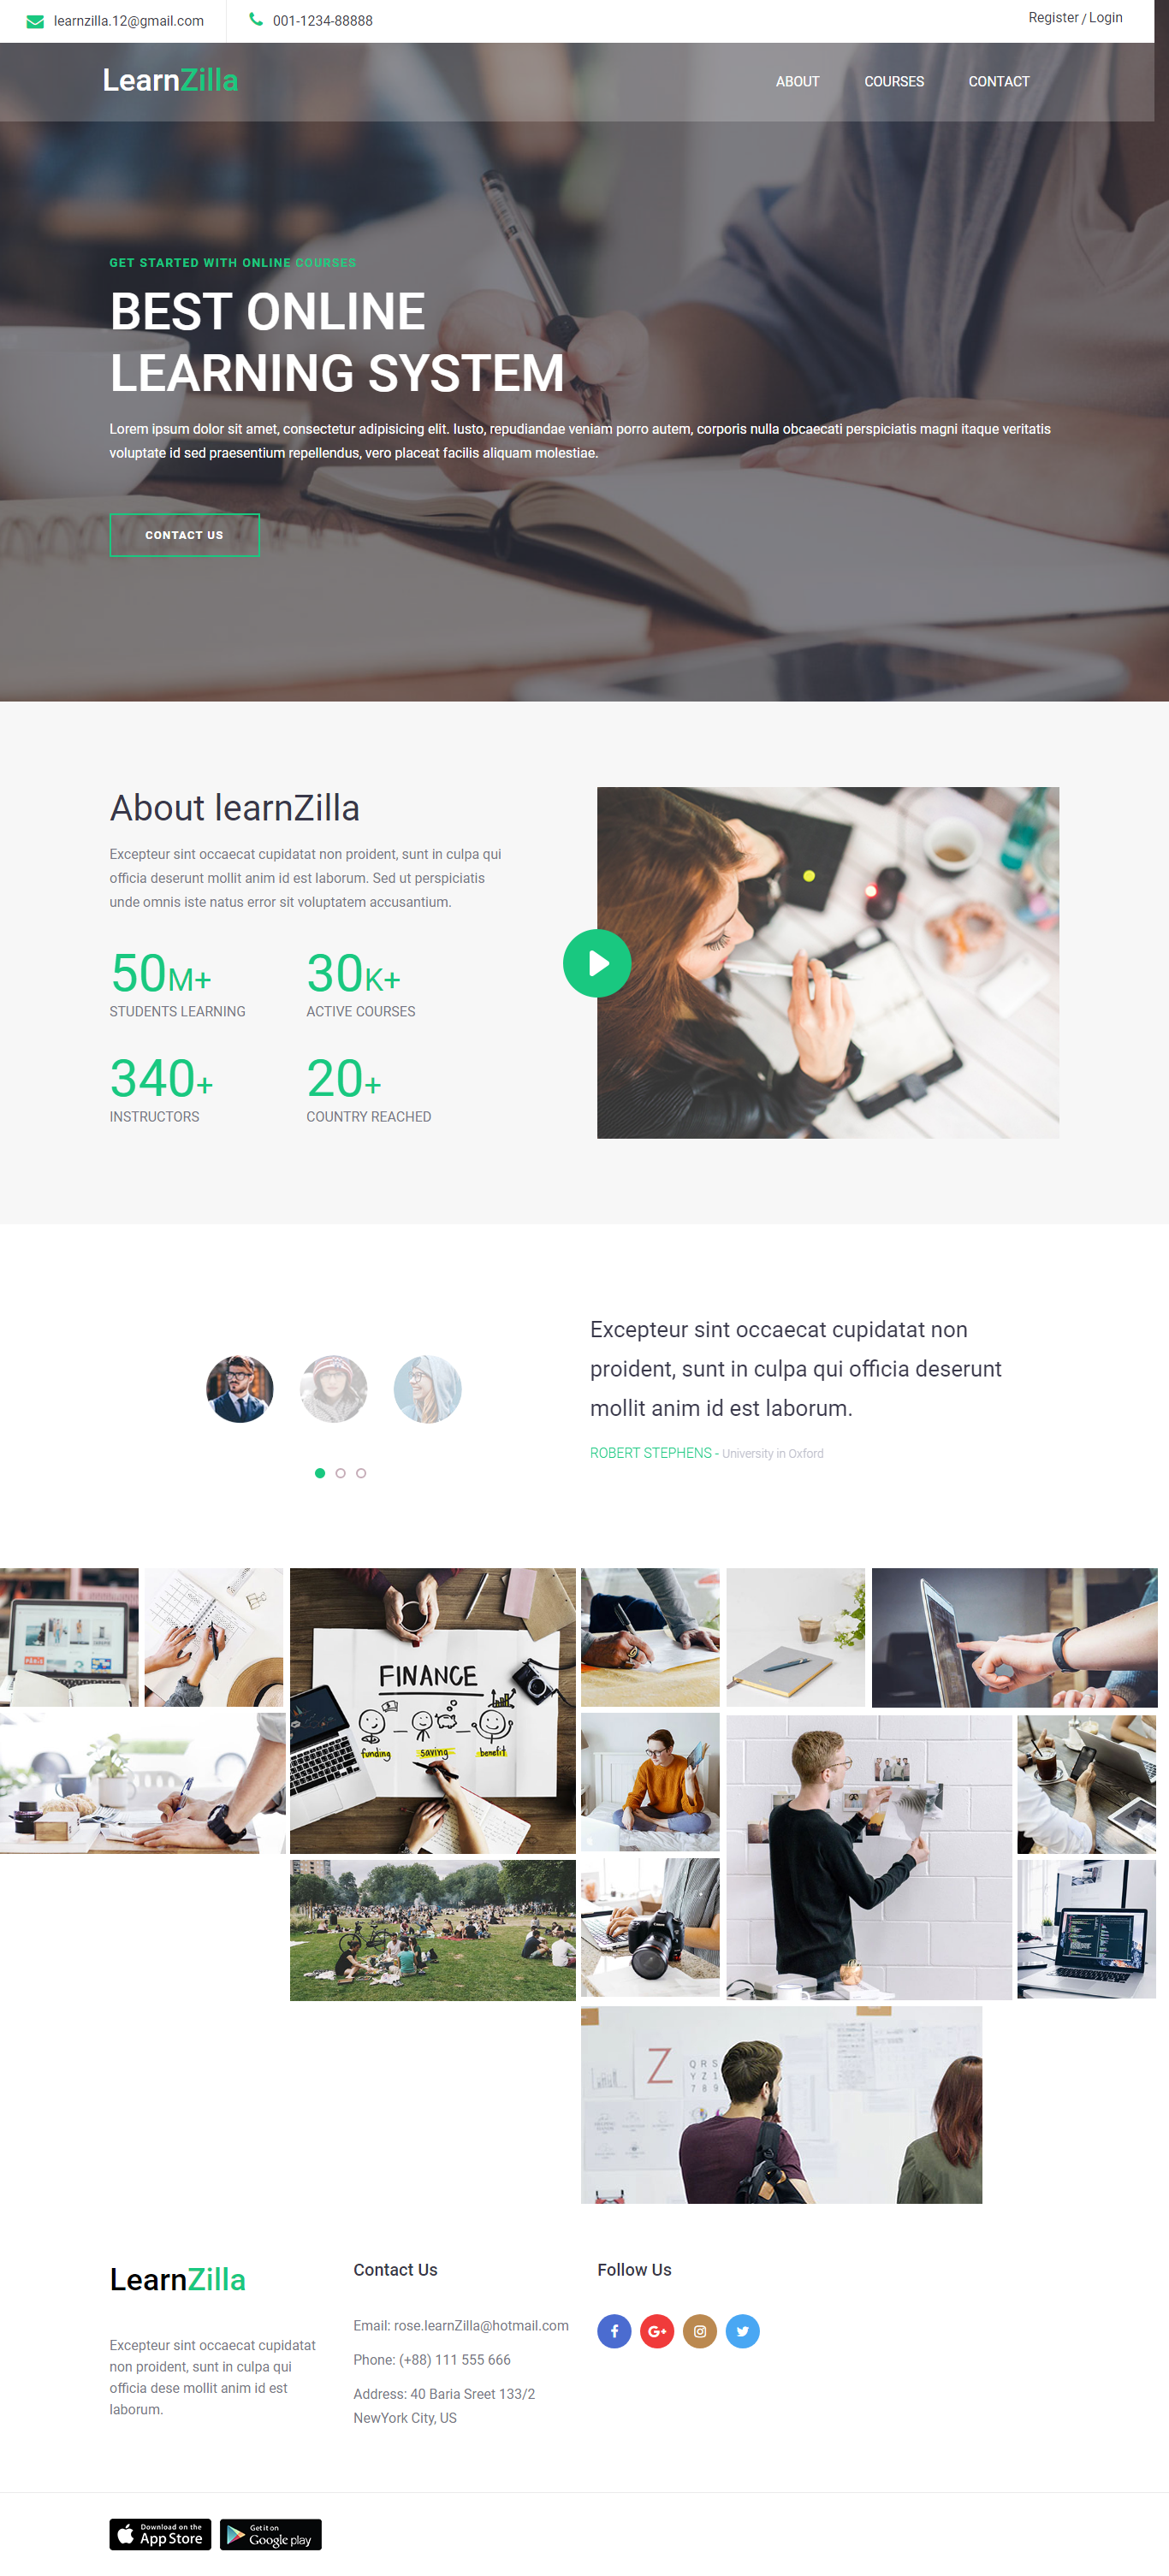 learnzilla.12@gmail.com
001-1234-88888
Register / Login
LearnZilla
ABOUT
COURSES
CONTACT
GET STARTED WITH ONLINE COURSES
BEST ONLINE
LEARNING SYSTEM
Lorem ipsum dolor sit amet, consectetur adipisicing elit. Iusto, repudiandae veniam porro autem, corporis nulla obcaecati perspiciatis magni itaque veritatis
voluptate id sed praesentium repellendus, vero placeat facilis aliquam molestiae.
CONTACT US
About learnZilla
Excepteur sint occaecat cupidatat non proident, sunt in culpa qui
officia deserunt mollit anim id est laborum. Sed ut perspiciatis
unde omnis iste natus error sit voluptatem accusantium.
50M+
STUDENTS LEARNING
30K+
ACTIVE COURSES
340+
INSTRUCTORS
20+
COUNTRY REACHED
Excepteur sint occaecat cupidatat non
proident, sunt in culpa qui officia deserunt
mollit anim id est laborum.
ROBERT STEPHENS - University in Oxford
FINANCE
funding
saving
benefit
Z
QRS
YZ1
789
LearnZilla
Excepteur sint occaecat cupidatat
non proident, sunt in culpa qui
officia dese mollit anim id est
laborum.
Contact Us
Email: rose.learnZilla@hotmail.com
Phone: (+88) 111 555 666
Address: 40 Baria Sreet 133/2
NewYork City, US
Follow Us
Download on the
App Store
Get it on
Google play